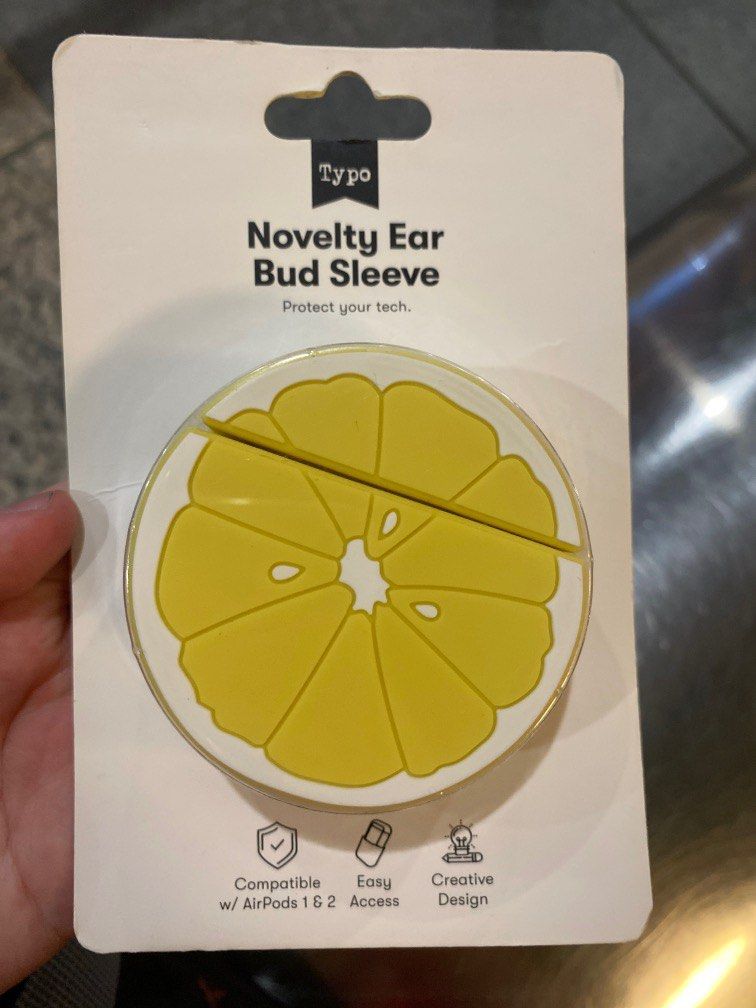 Typo
Novelty Ear
Bud Sleeve
Protect your tech.
Compatible
w/ AirPods 1 & 2
Easy
Access
Creative
Design